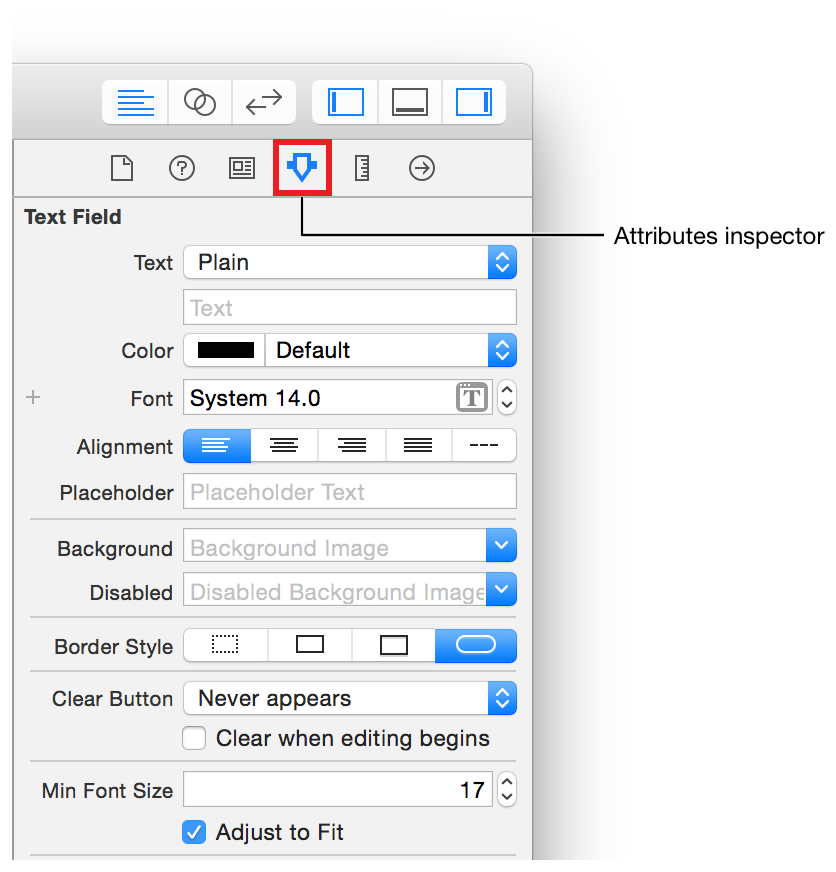 Text Field
Attributes inspector
Text Plain
Text
Color Default
Font System 14.0 T
Alignment
Placeholder Placeholder Text
Background Background Image
Disabled Disabled Background Image
Border Style
Clear Button Never appears
Clear when editing begins
Min Font Size 17
Adjust to Fit